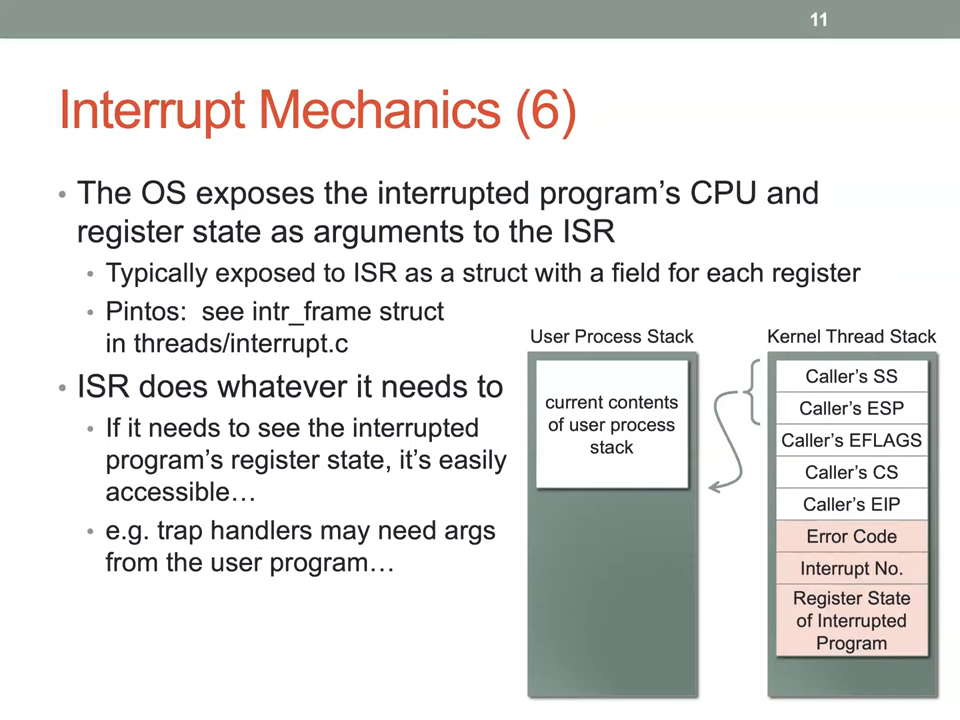 11
Interrupt Mechanics (6)
• The OS exposes the interrupted program’s CPU and
register state as arguments to the ISR
• Typically exposed to ISR as a struct with a field for each register
• Pintos:  see intr_frame struct
in threads/interrupt.c
• ISR does whatever it needs to
• If it needs to see the interrupted
program’s register state, it’s easily
accessible…
• e.g. trap handlers may need args
from the user program…
User Process Stack
current contents
of user process
stack
Kernel Thread Stack
Caller’s SS
Caller’s ESP
Caller’s EFLAGS
Caller’s CS
Caller’s EIP
Error Code
Interrupt No.
Register State
of Interrupted
Program